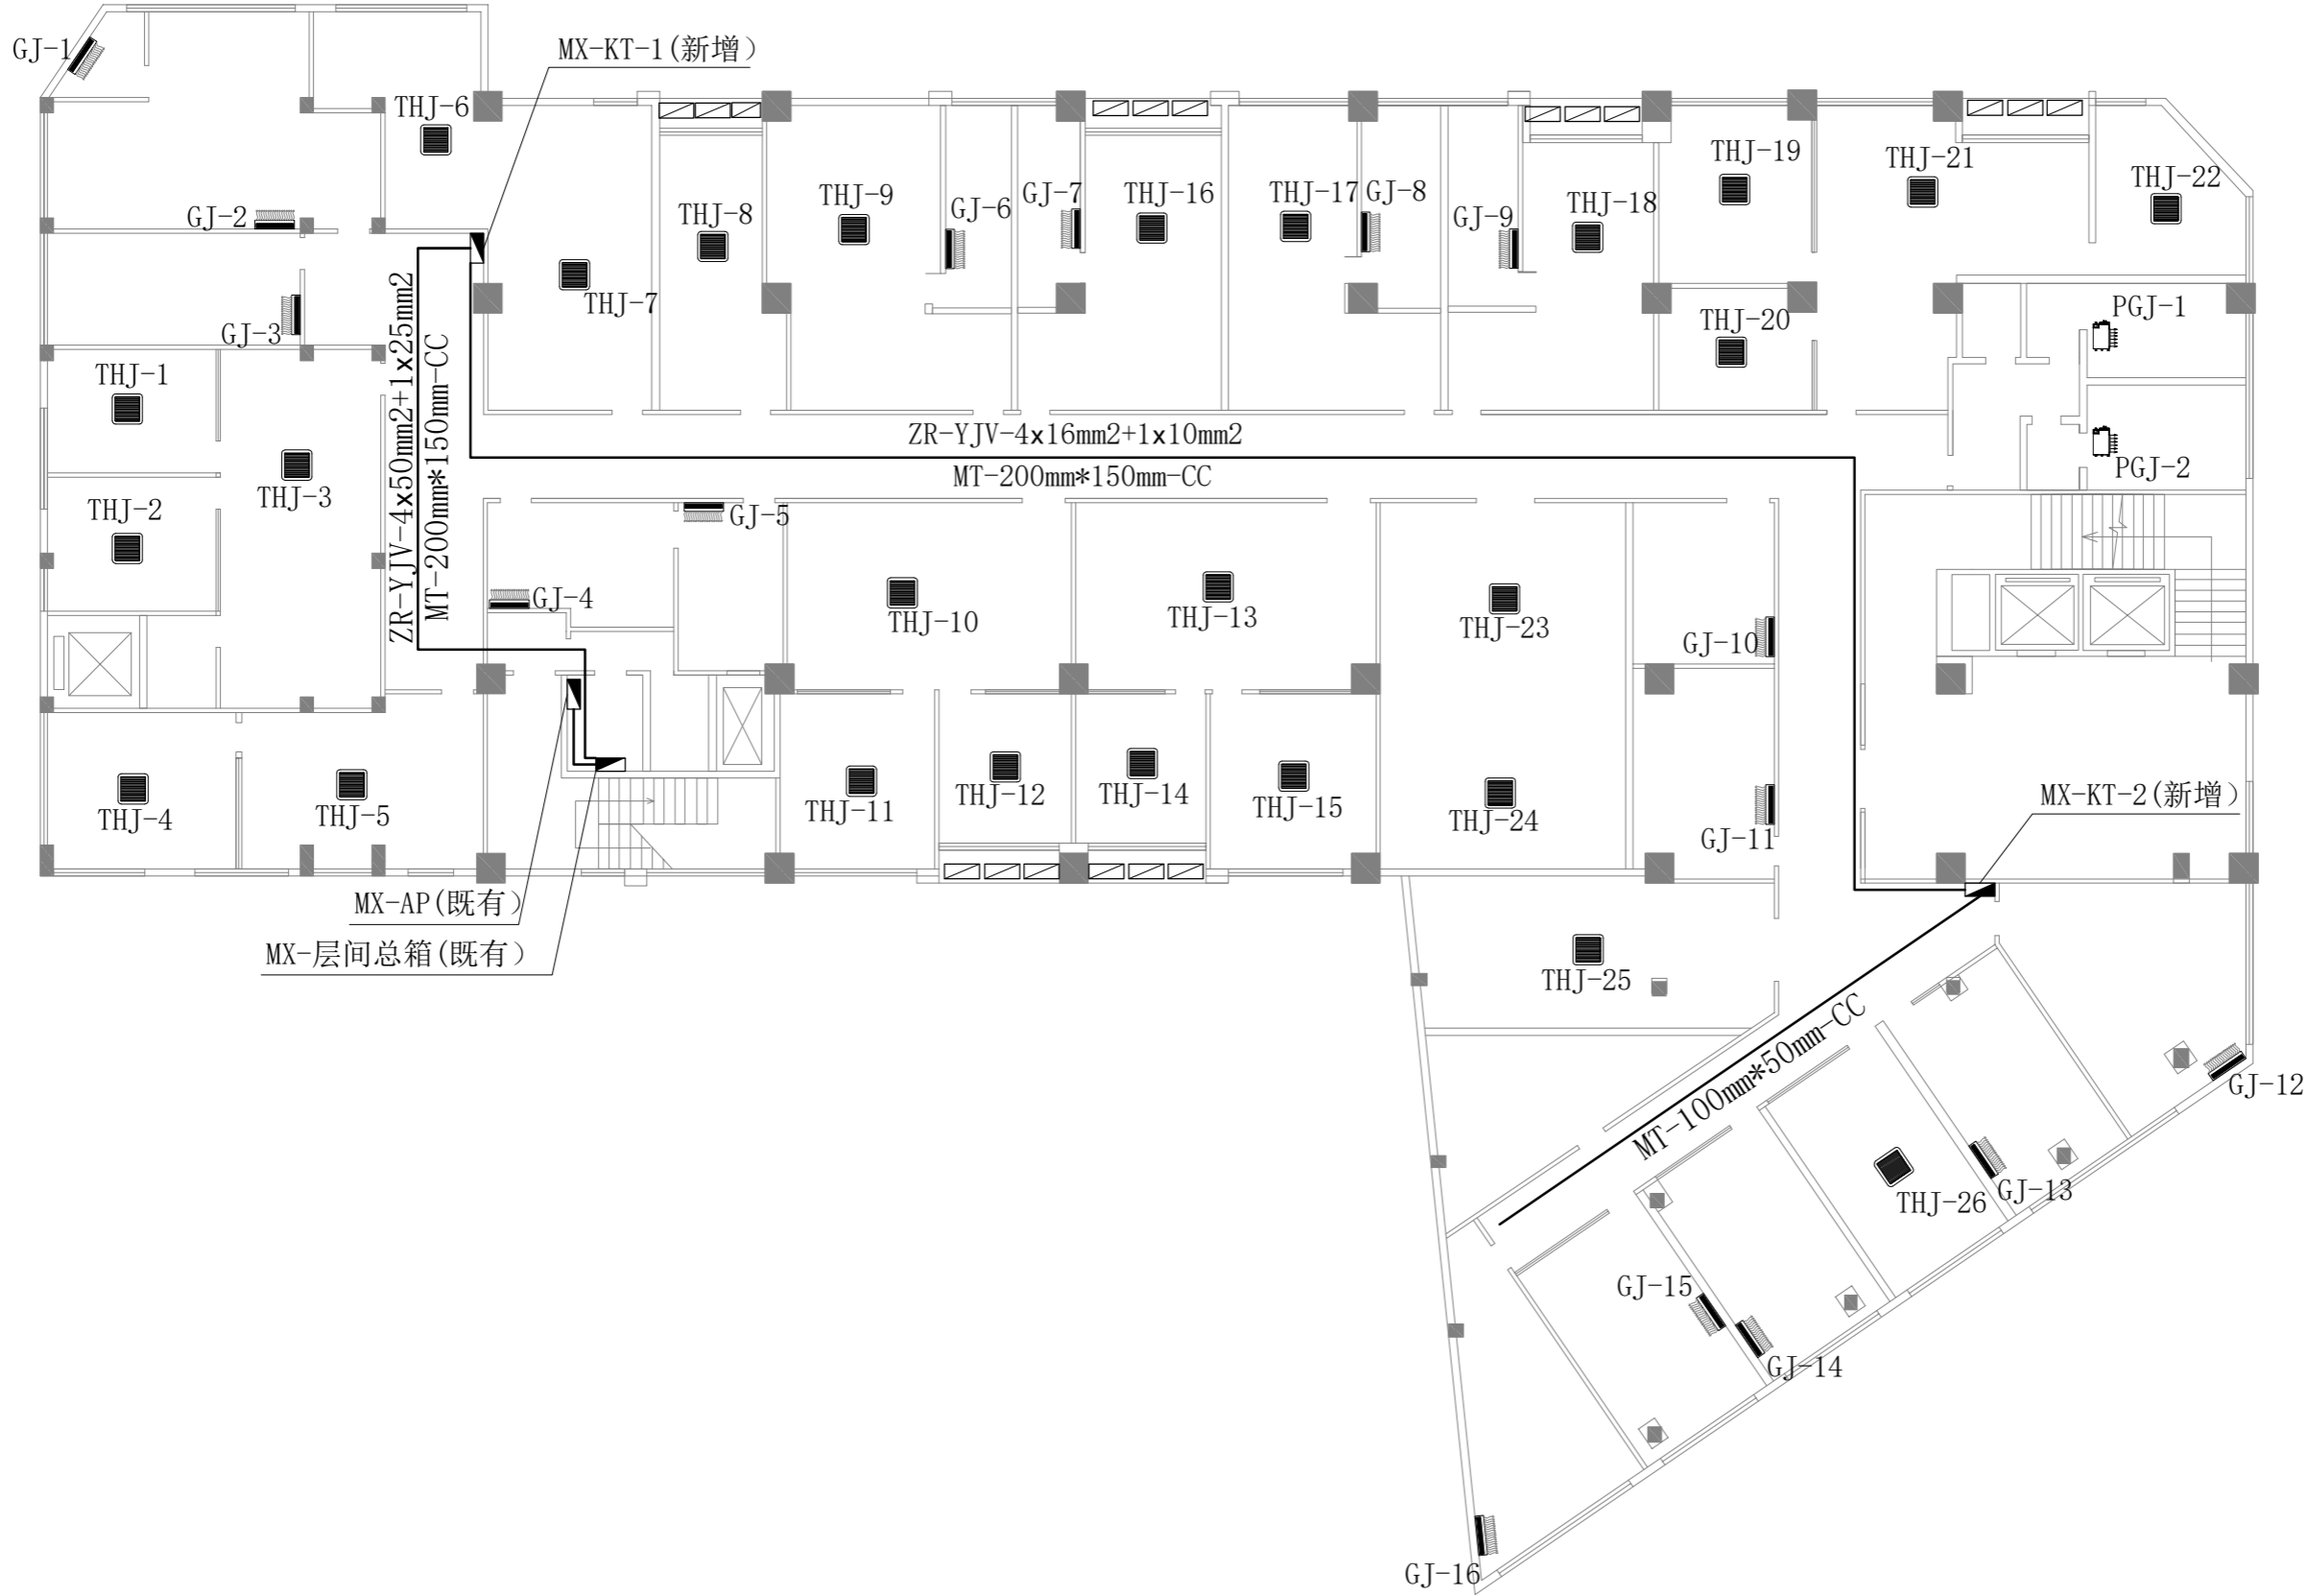 GJ-1
MX-KT-1(新增)
THJ-6
THJ-19
THJ-21
THJ-22
GJ-2
THJ-8
THJ-9
GJ-6
GJ-7
THJ-16
THJ-17
GJ-8
GJ-9
THJ-18
GJ-3
THJ-7
THJ-20
PGJ-1
THJ-1
ZR-YJV-4x50mm2+1x25mm2
MT-200mm*150mm-CC
ZR-YJV-4x16mm2+1x10mm2
MT-200mm*150mm-CC
PGJ-2
THJ-2
THJ-3
GJ-5
GJ-4
THJ-10
THJ-13
THJ-23
GJ-10
THJ-4
THJ-5
THJ-11
THJ-12
THJ-14
THJ-15
THJ-24
GJ-11
MX-KT-2(新增)
MX-AP(既有)
MX-层间总箱(既有)
THJ-25
MT-100mm*50mm-CC
GJ-12
GJ-13
THJ-26
GJ-15
GJ-14
GJ-16